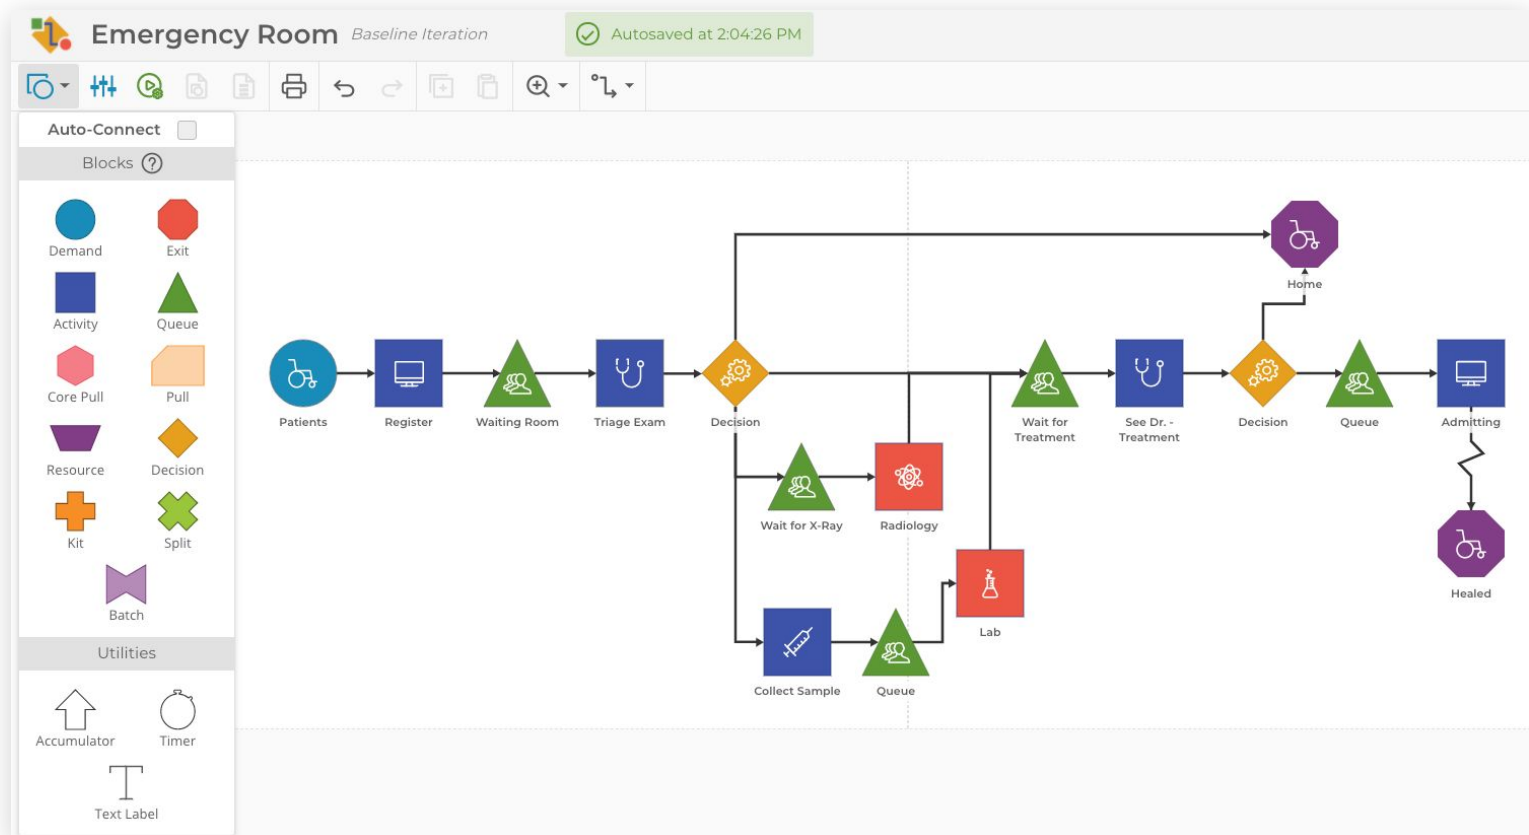 Emergency Room Baseline Iteration
Autosaved at 2:04:26 PM
Auto-Connect
Blocks ?
Demand Exit
Activity Queue
Core Pull Pull
Resource Decision
Kit Split
Batch
Utilities
Accumulator Timer
Text Label
Home
Patients Register Waiting Room Triage Exam Decision Wait for See Dr. - Decision Queue Admitting
Treatment Treatment
Wait for X-Ray Radiology
Healed
Lab
Collect Sample Queue